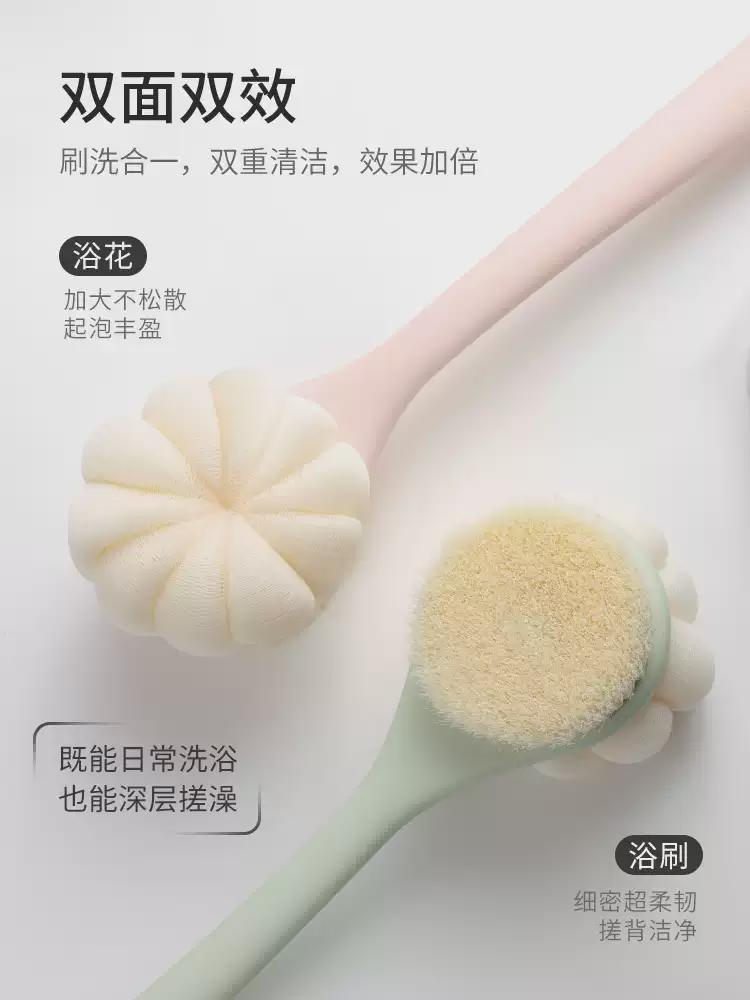 双面双效
刷洗合一，双重清洁，效果加倍
浴花
加大不松散
起泡丰盈
既能日常洗浴
也能深层搓澡
浴刷
细密超柔韧
搓背洁净